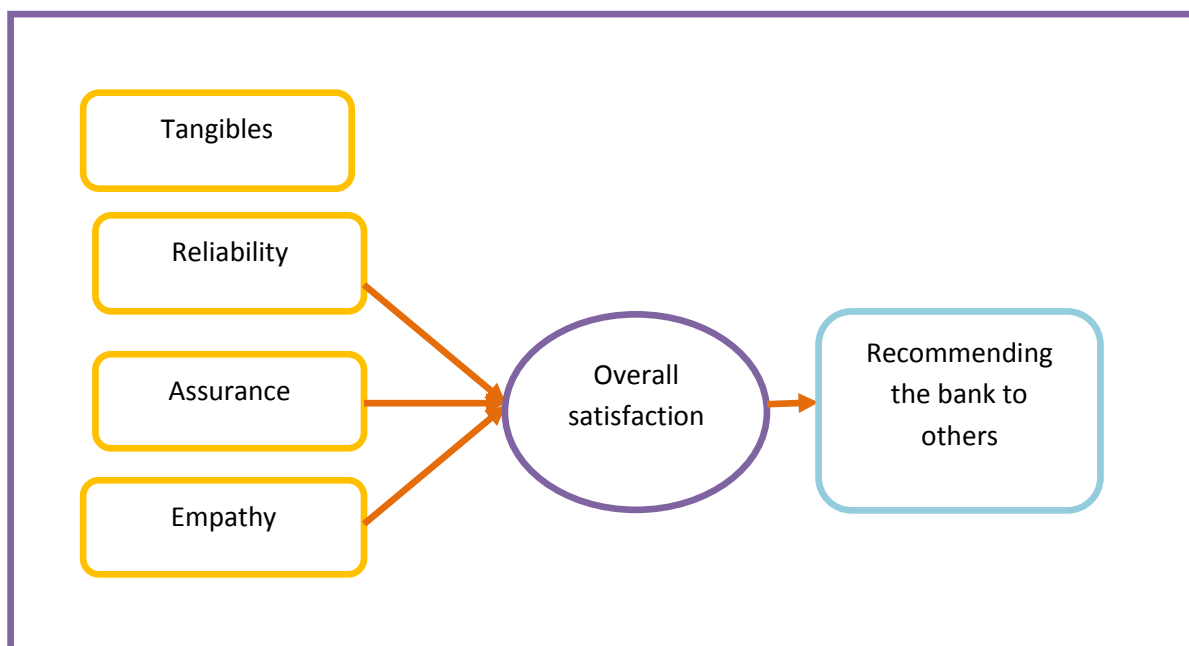 Tangibles
Reliability
Assurance
Empathy
Overall
satisfaction
Recommending
the bank to
others